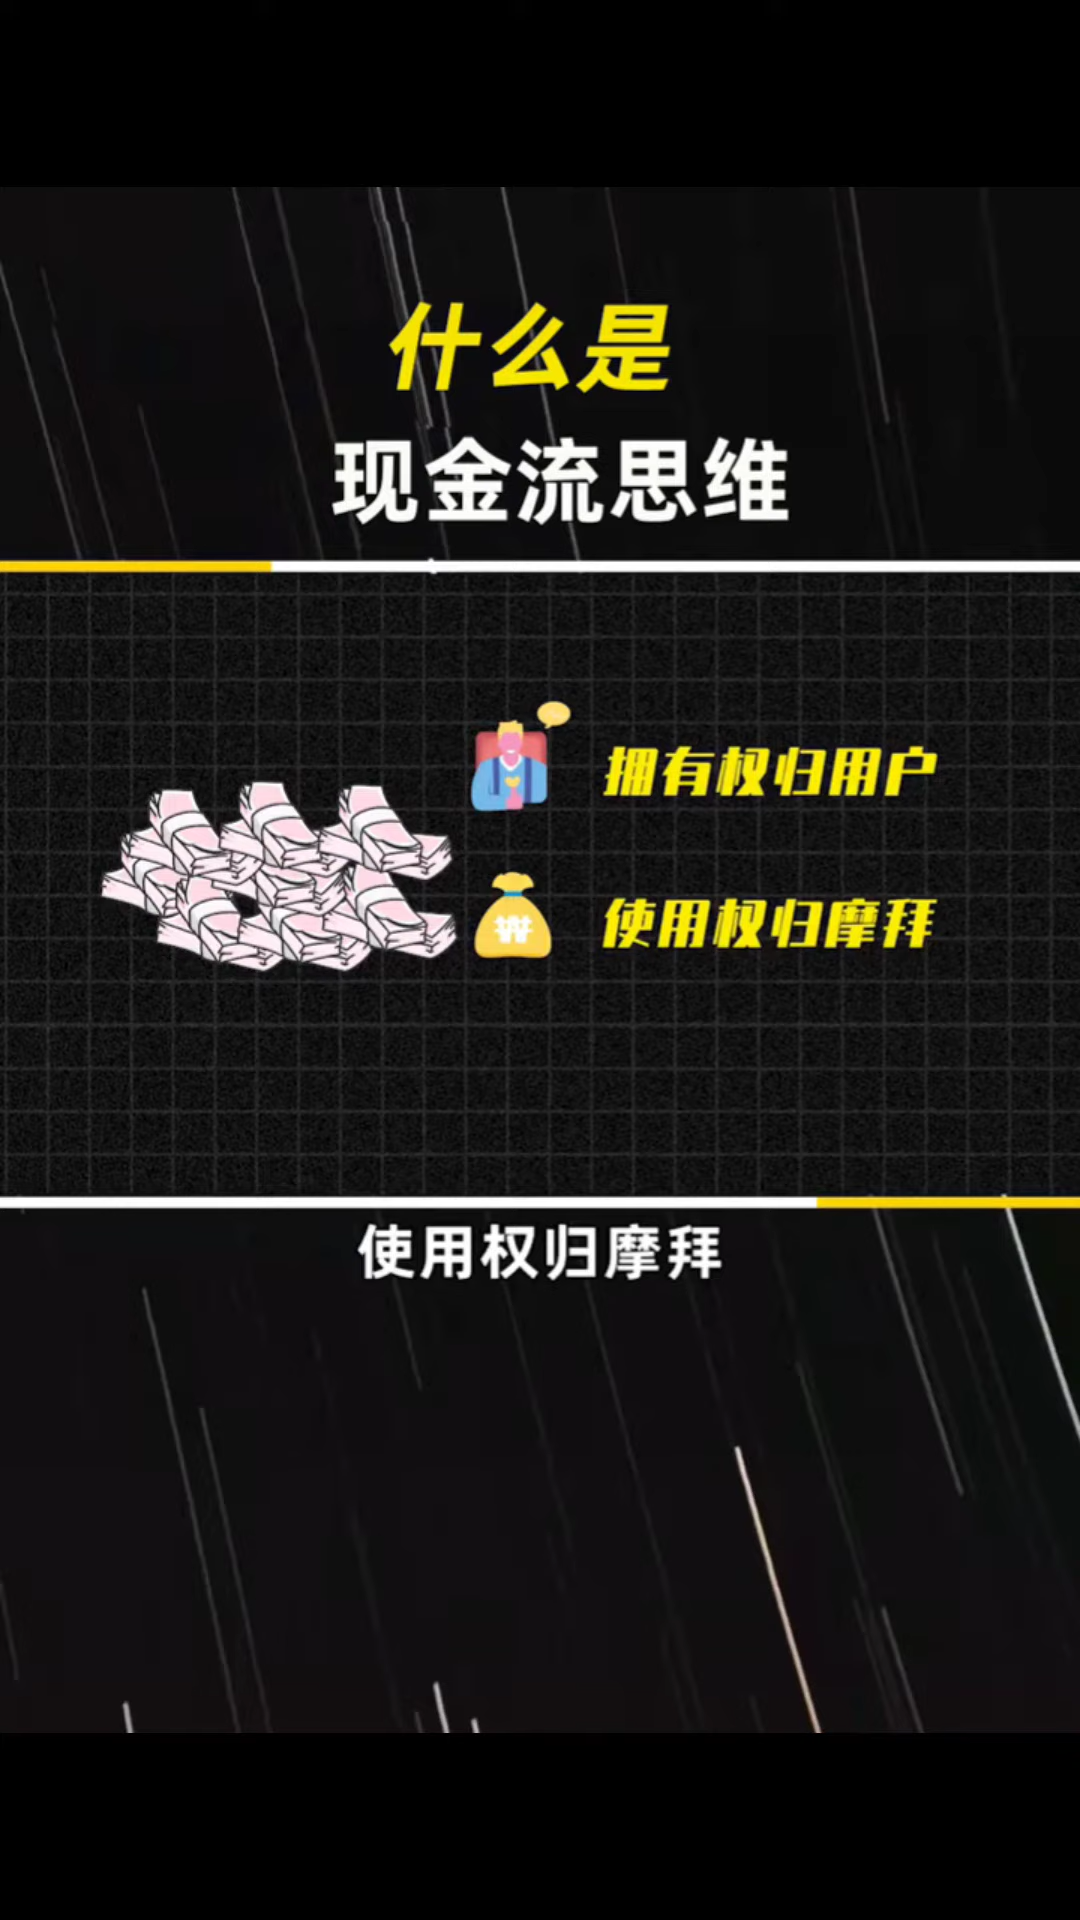 什么是
现金流思维
拥有权归用户
₩
使用权归摩拜
使用权归摩拜